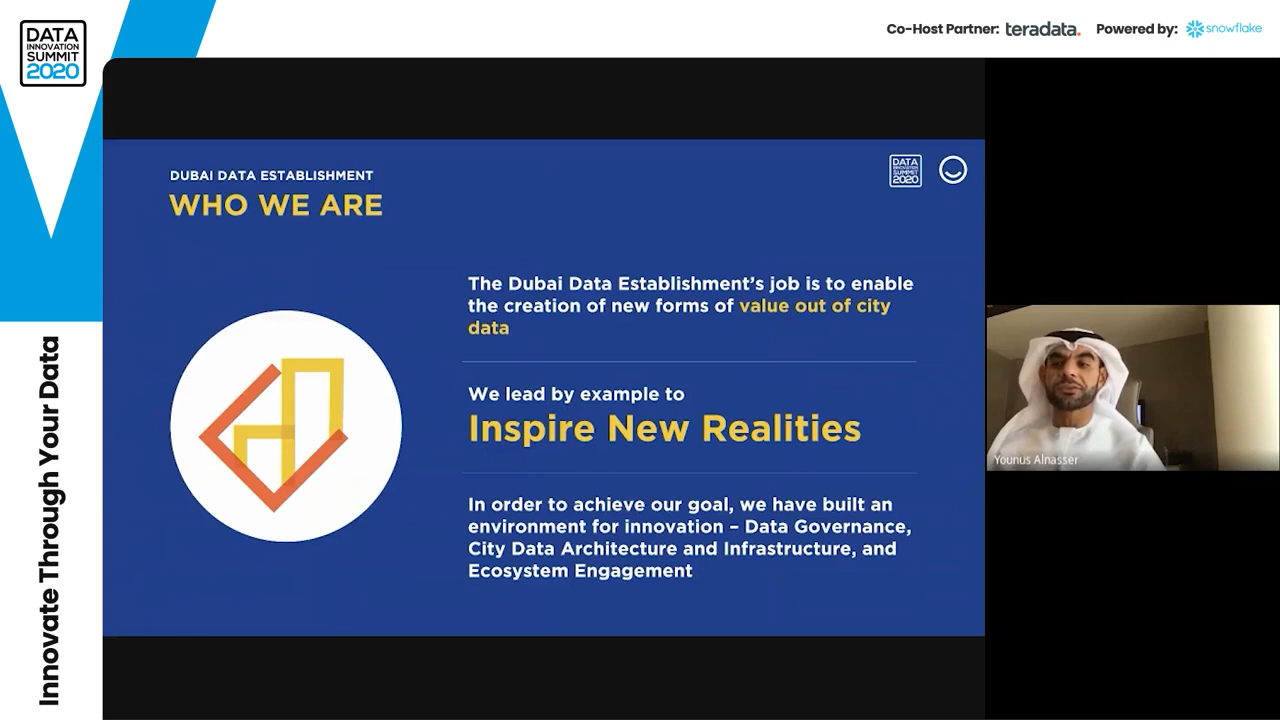 DATA
INNOVATION
SUMMIT
2020
Co-Host Partner: teradata. Powered by: snowflake
DUBAI DATA ESTABLISHMENT
WHO WE ARE
DATA
INNOVATION
SUMMIT
2020
The Dubai Data Establishment's job is to enable
the creation of new forms of value out of city
data
We lead by example to
Inspire New Realities
In order to achieve our goal, we have built an
environment for innovation – Data Governance,
City Data Architecture and Infrastructure, and
Ecosystem Engagement
Younus Alnasser
Innovate Through Your Data